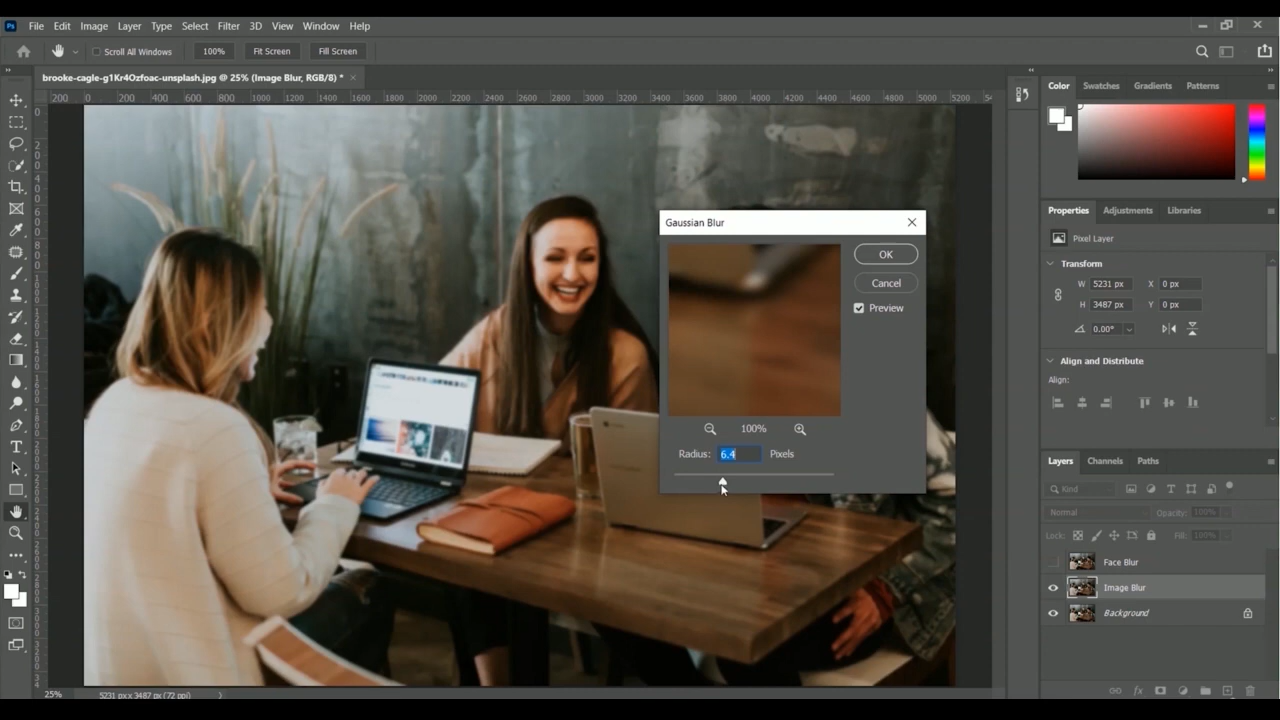 Ps File Edit Image Layer Type Select Filter 3D View Window Help
Scroll All Windows 100% Fit Screen Fill Screen
brooke-cagle-g1Kr4Ozfoac-unsplash.jpg @ 25% (Image Blur, RGB/8) * ×
200 0 200 400 600 800 1000 1200 1400 1600 1800 2000 2200 2400 2600 2800 3000 3200 3400 3600 3800 4000 4200 4400 4600 4800 5000 5200
Color Swatches Gradients Patterns
Gaussian Blur
OK
Cancel
Preview
100%
Radius: 6.4 Pixels
Properties Adjustments Libraries
Pixel Layer
Transform
W 5231 px X 0 px
H 3487 px Y 0 px
0.00°
Align and Distribute
Align:
Layers Channels Paths
Kind
Normal Opacity: 100%
Lock: Fill: 100%
Face Blur
Image Blur
Background
25% 5231 px x 3487 px (72 ppi)